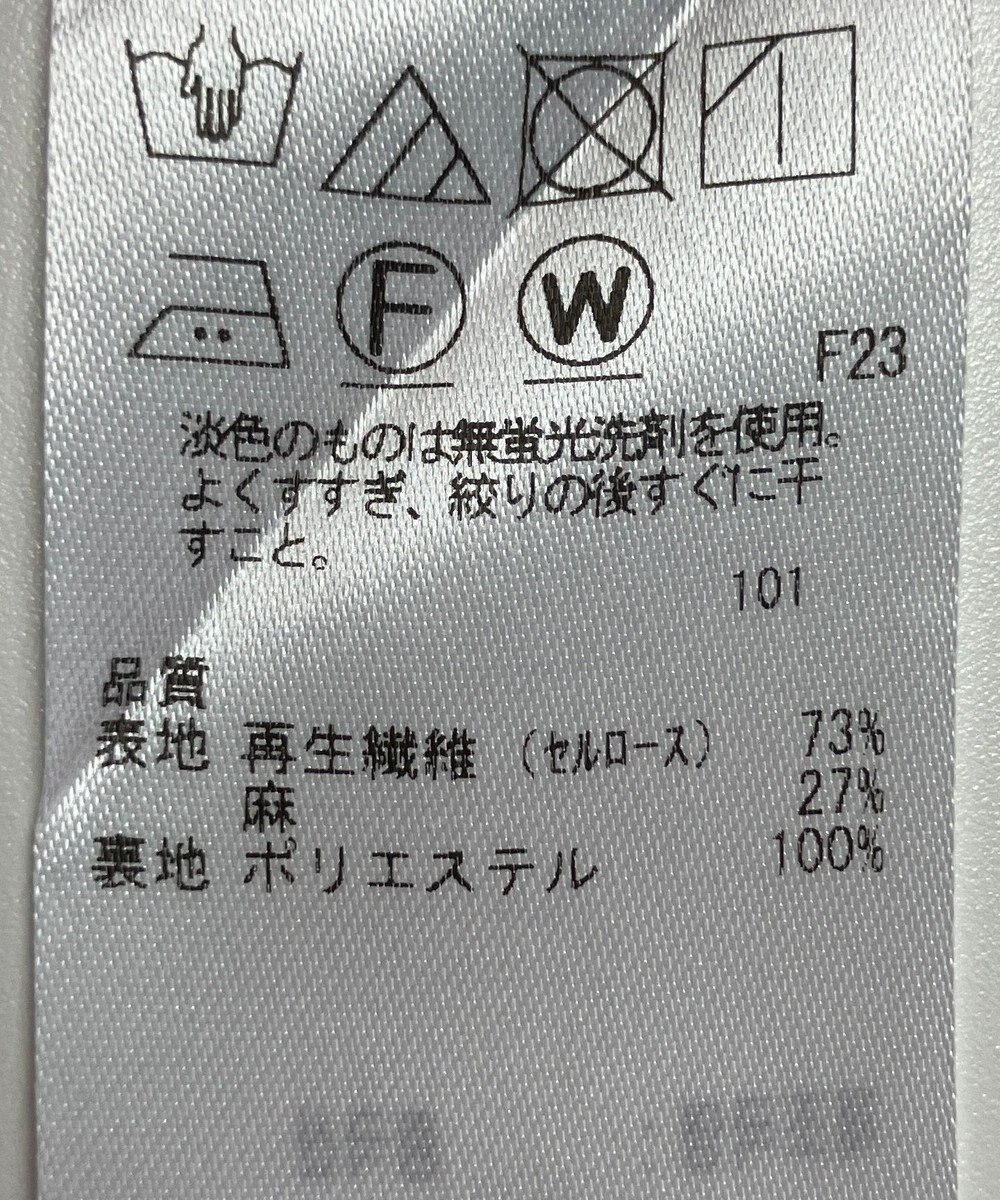 F W
F23
淡色のものは無蛍光洗剤を使用。
よくすすぎ、絞りの後すぐに干
すこと。
101
品質
表地 再生繊維 (セルロース) 73%
麻 27%
裏地 ポリエステル 100%